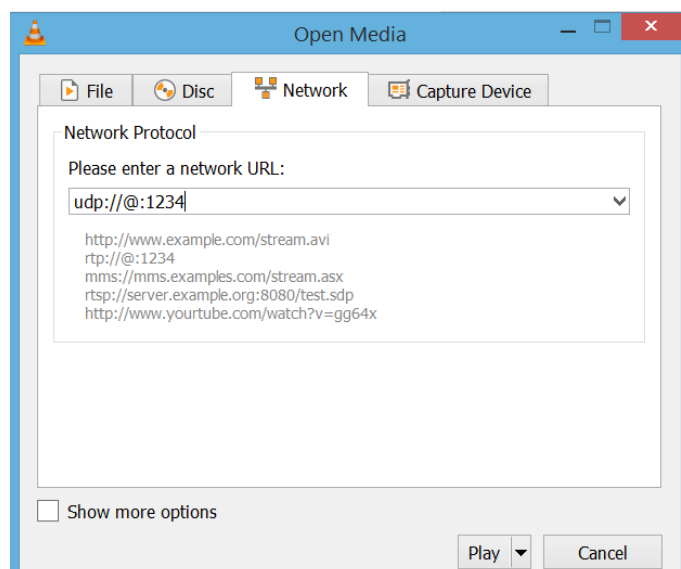 Open Media
File
Disc
Network
Capture Device
Network Protocol
Please enter a network URL:
udp://@:1234
http://www.example.com/stream.avi
rtp://@:1234
mms://mms.examples.com/stream.asx
rtsp://server.example.org:8080/test.sdp
http://www.yourtube.com/watch?v=gg64x
Show more options
Play
Cancel